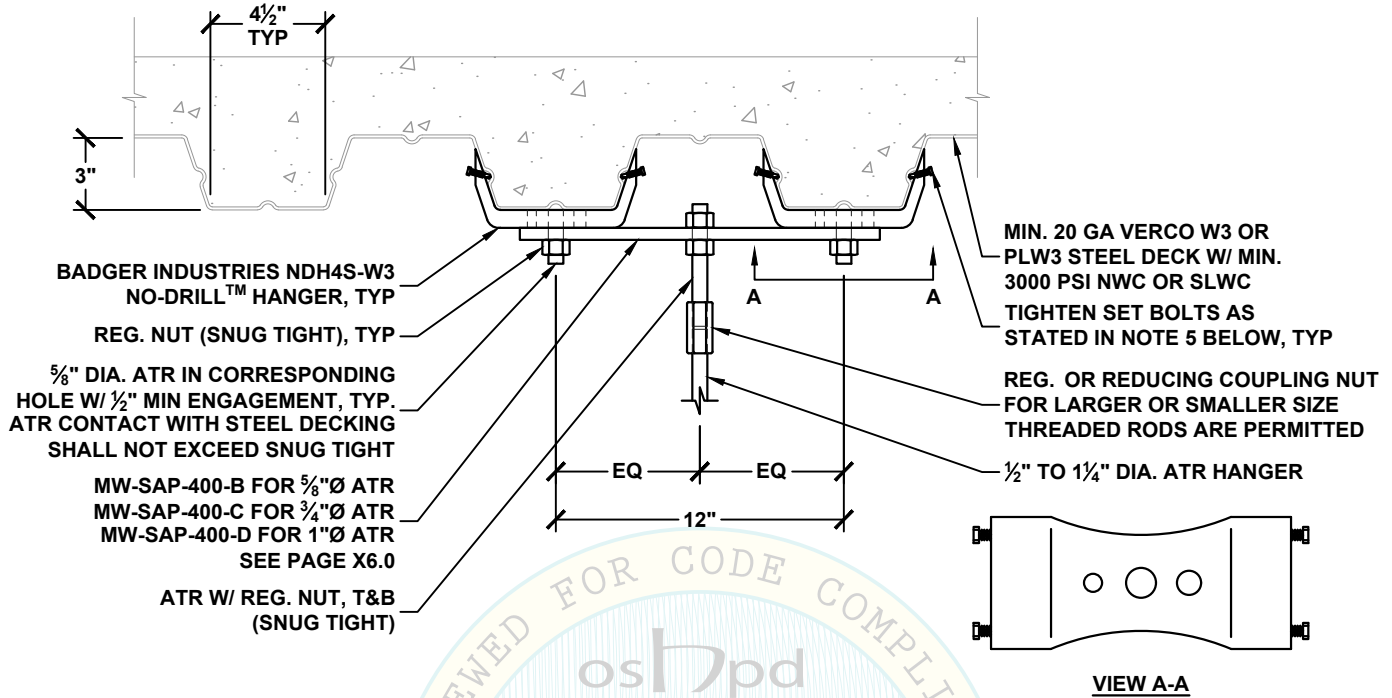 4½"
TYP
3"
BADGER INDUSTRIES NDH4S-W3
NO-DRILL™ HANGER, TYP
REG. NUT (SNUG TIGHT), TYP
⅝" DIA. ATR IN CORRESPONDING
HOLE W/ ½" MIN ENGAGEMENT, TYP.
ATR CONTACT WITH STEEL DECKING
SHALL NOT EXCEED SNUG TIGHT
MW-SAP-400-B FOR ⅝"Ø ATR
MW-SAP-400-C FOR ¾"Ø ATR
MW-SAP-400-D FOR 1"Ø ATR
SEE PAGE X6.0
ATR W/ REG. NUT, T&B
(SNUG TIGHT)
A
A
EQ
EQ
12"
MIN. 20 GA VERCO W3 OR
PLW3 STEEL DECK W/ MIN.
3000 PSI NWC OR SLWC
TIGHTEN SET BOLTS AS
STATED IN NOTE 5 BELOW, TYP
REG. OR REDUCING COUPLING NUT
FOR LARGER OR SMALLER SIZE
THREADED RODS ARE PERMITTED
½" TO 1¼" DIA. ATR HANGER
VIEW A-A
EWED FOR CODE COMPLI
oshpd